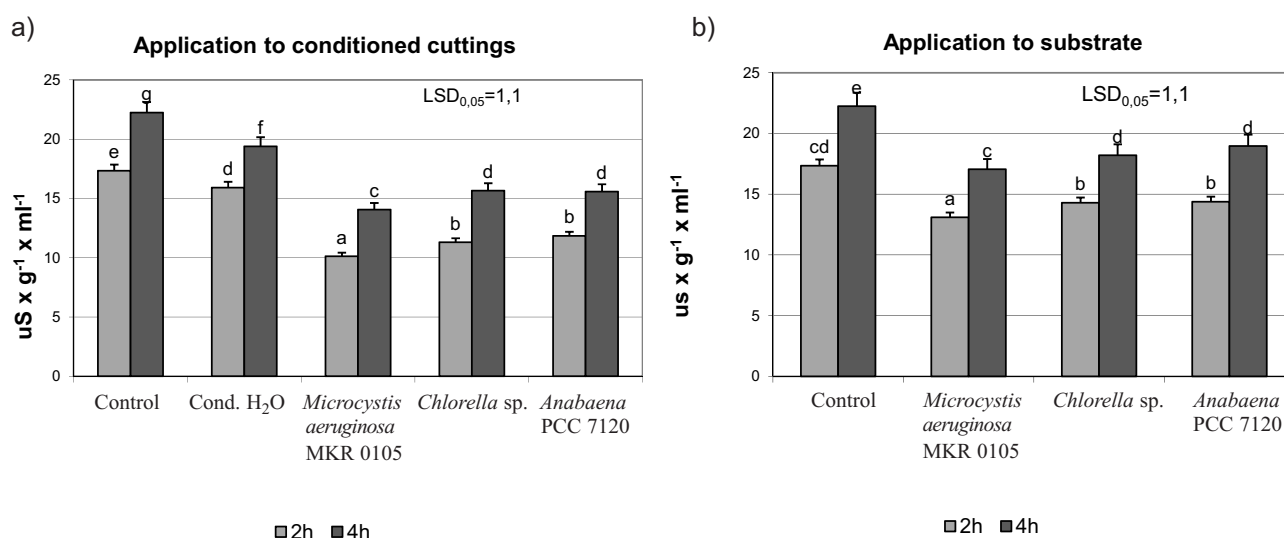 a)
Application to conditioned cuttings
LSD0,05=1,1
uS x g-1 x ml-1
25
20
15
10
5
0
e
g
d
f
a
c
b
d
b
d
Control
Cond. H2O
Microcystis
aeruginosa
MKR 0105
Chlorella sp.
Anabaena
PCC 7120
2h
4h
b)
Application to substrate
LSD0,05=1,1
us x g-1 x ml-1
25
20
15
10
5
0
cd
e
a
c
b
d
b
d
Control
Microcystis
aeruginosa
MKR 0105
Chlorella sp.
Anabaena
PCC 7120
2h
4h